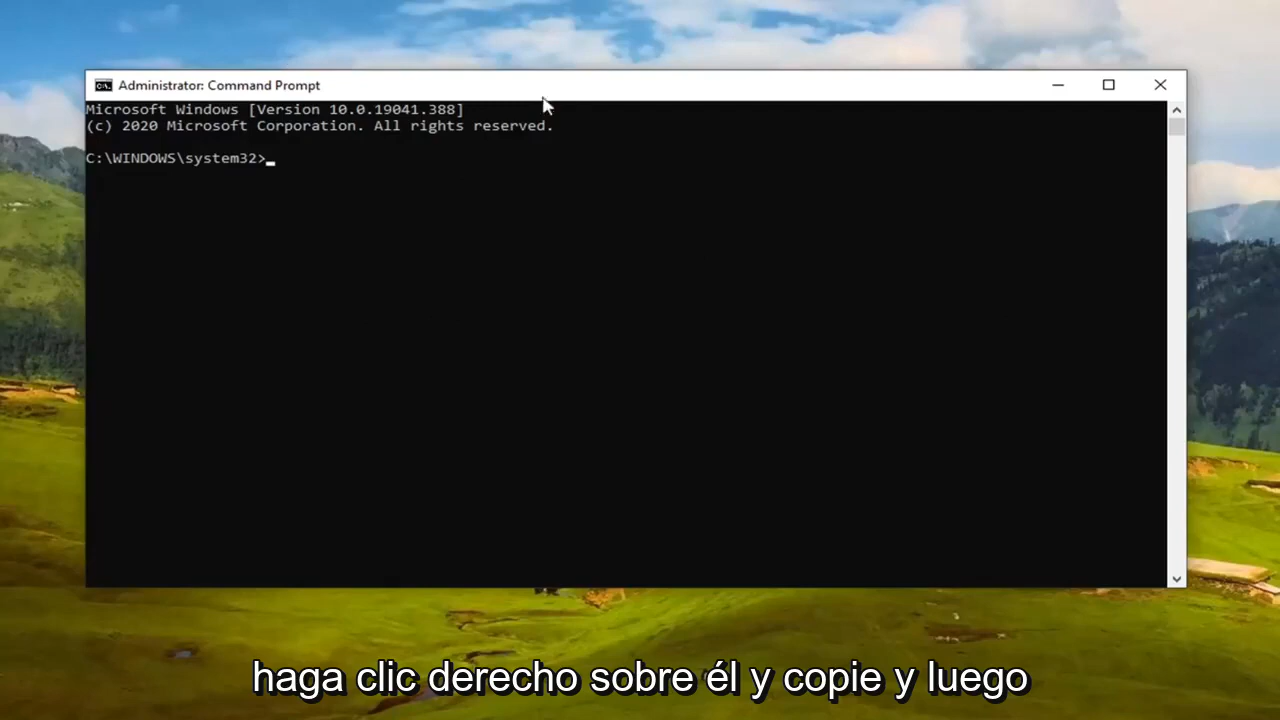 Administrator: Command Prompt
Microsoft Windows [Version 10.0.19041.388]
(c) 2020 Microsoft Corporation. All rights reserved.
C:\WINDOWS\system32>
haga clic derecho sobre él y copie y luego